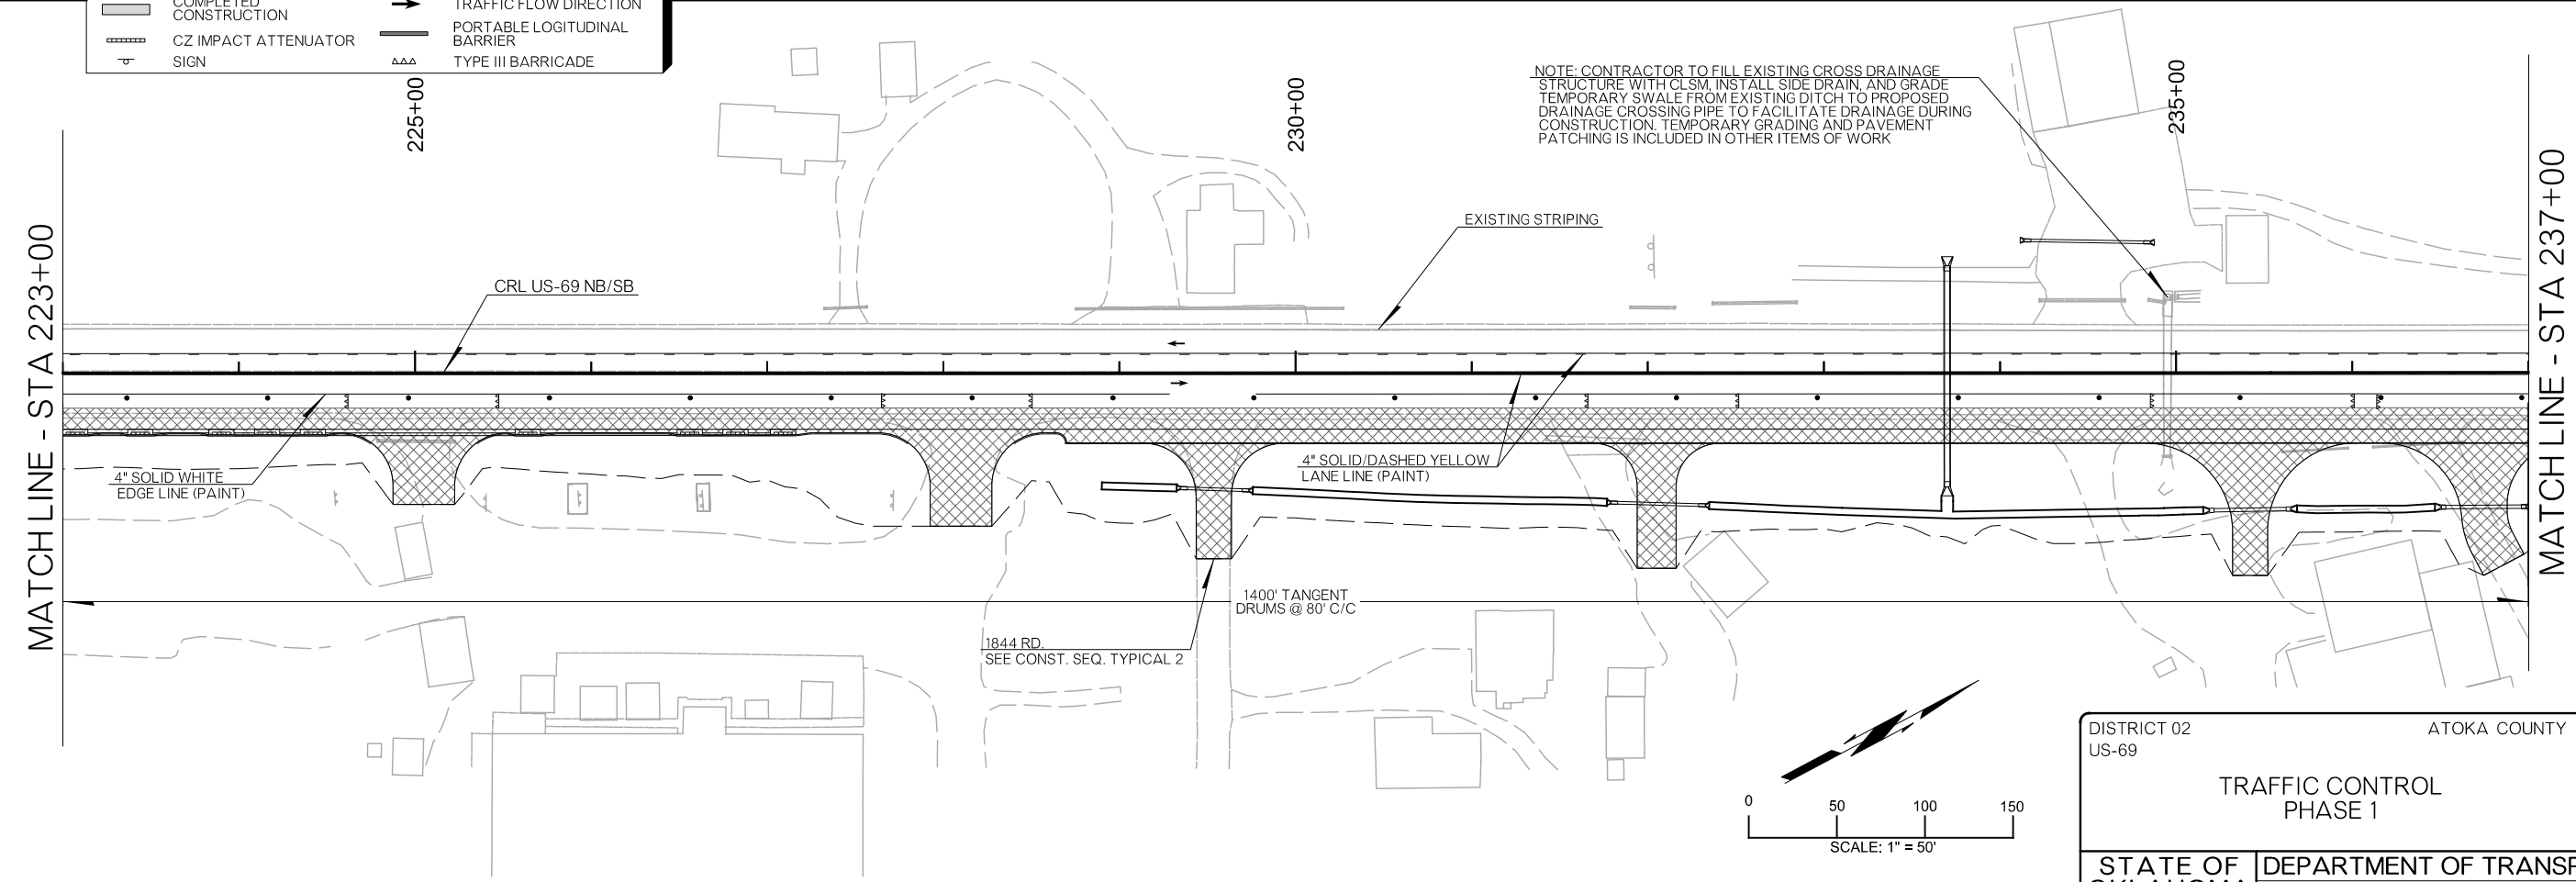 COMPLETED
CONSTRUCTION
TRAFFIC FLOW DIRECTION
CZ IMPACT ATTENUATOR
PORTABLE LOGITUDINAL
BARRIER
SIGN
TYPE III BARRICADE
225+00
230+00
235+00
NOTE: CONTRACTOR TO FILL EXISTING CROSS DRAINAGE
STRUCTURE WITH CLSM, INSTALL SIDE DRAIN, AND GRADE
TEMPORARY SWALE FROM EXISTING DITCH TO PROPOSED
DRAINAGE CROSSING PIPE TO FACILITATE DRAINAGE DURING
CONSTRUCTION. TEMPORARY GRADING AND PAVEMENT
PATCHING IS INCLUDED IN OTHER ITEMS OF WORK
EXISTING STRIPING
CRL US-69 NB/SB
MATCH LINE - STA 223+00
MATCH LINE - STA 237+00
4" SOLID WHITE
EDGE LINE (PAINT)
4" SOLID/DASHED YELLOW
LANE LINE (PAINT)
1400' TANGENT
DRUMS @ 80' C/C
1844 RD.
SEE CONST. SEQ. TYPICAL 2
0 50 100 150
SCALE: 1" = 50'
DISTRICT 02 ATOKA COUNTY
US-69
TRAFFIC CONTROL
PHASE 1
STATE OF
OKLAHOMA
DEPARTMENT OF TRANSP